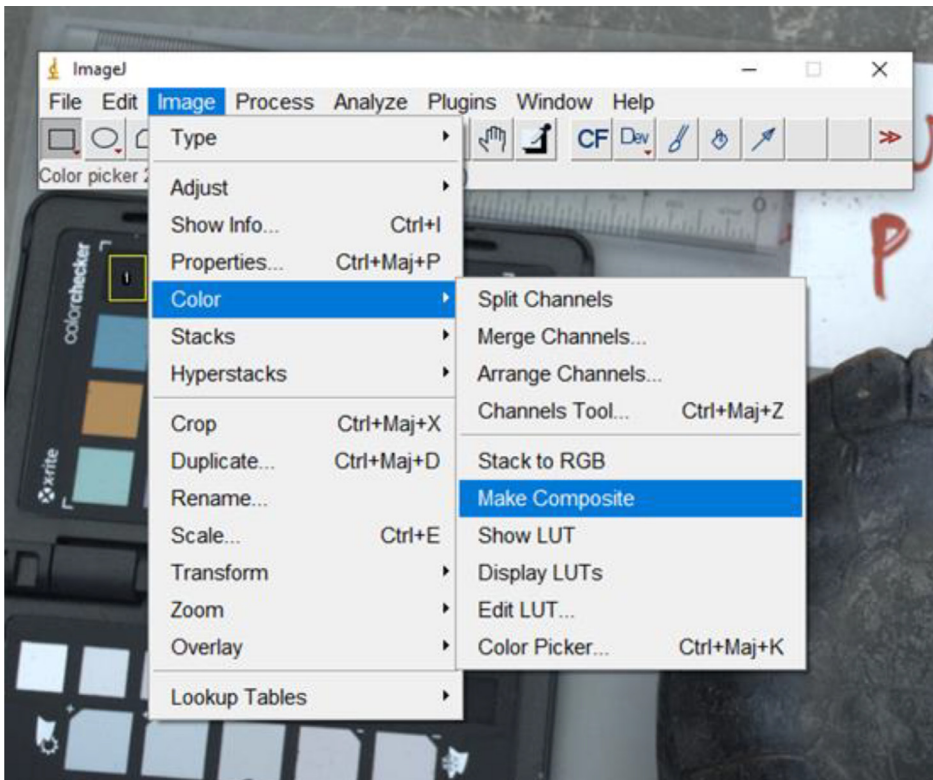 ImageJ
File Edit Image Process Analyze Plugins Window Help
CF Dev
Color picker
Type
Adjust
Show Info... Ctrl+I
Properties... Ctrl+Maj+P
Color
Stacks
Hyperstacks
Crop Ctrl+Maj+X
Duplicate... Ctrl+Maj+D
Rename...
Scale... Ctrl+E
Transform
Zoom
Overlay
Lookup Tables
Split Channels
Merge Channels...
Arrange Channels...
Channels Tool... Ctrl+Maj+Z
Stack to RGB
Make Composite
Show LUT
Display LUTs
Edit LUT...
Color Picker... Ctrl+Maj+K
colorchecker
x-rite
0
P